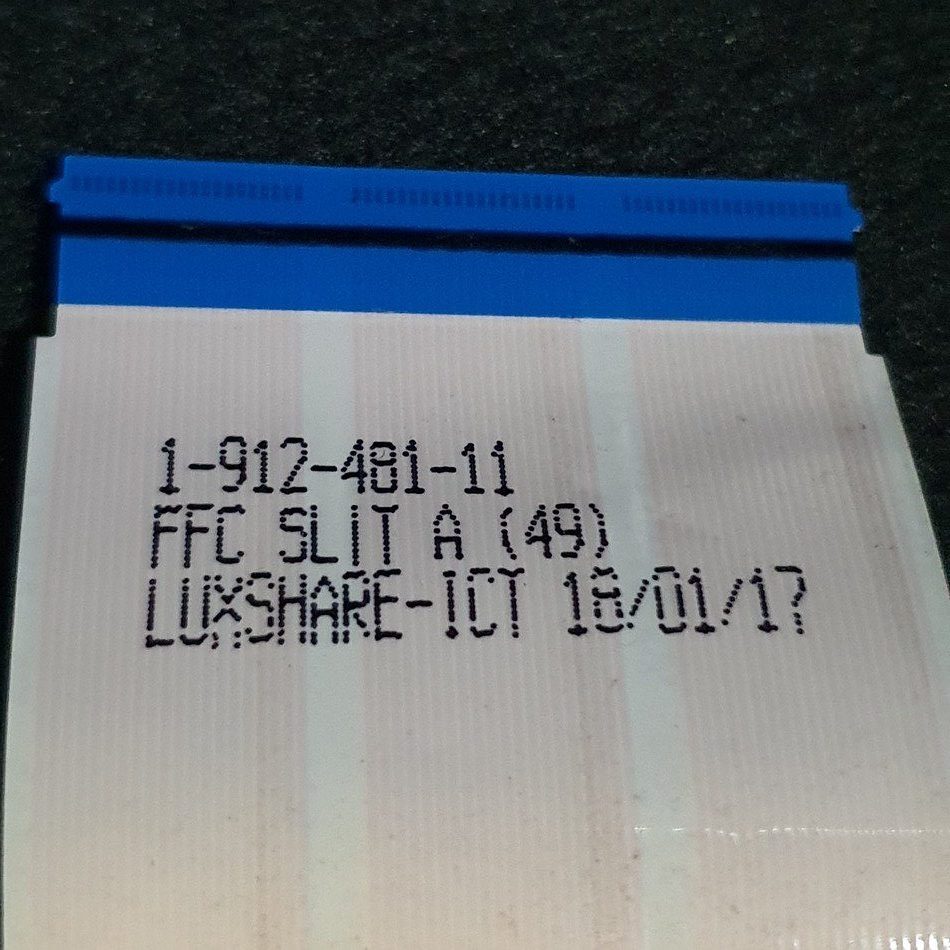 1-912-481-11
FFC SLIT A (49)
LUXSHARE-ICT 18/01/17